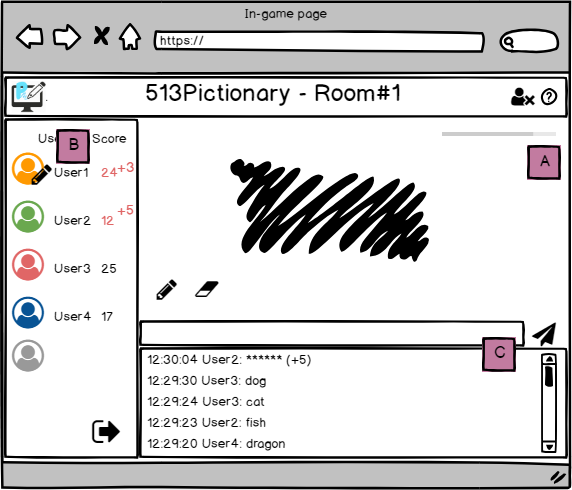 In-game page
https://
513Pictionary - Room#1
A
B
Score
User1 24 +3
User2 12 +5
User3 25
User4 17
C
12:30:04 User2: ****** (+5)
12:29:30 User3: dog
12:29:24 User3: cat
12:29:23 User2: fish
12:29:20 User4: dragon